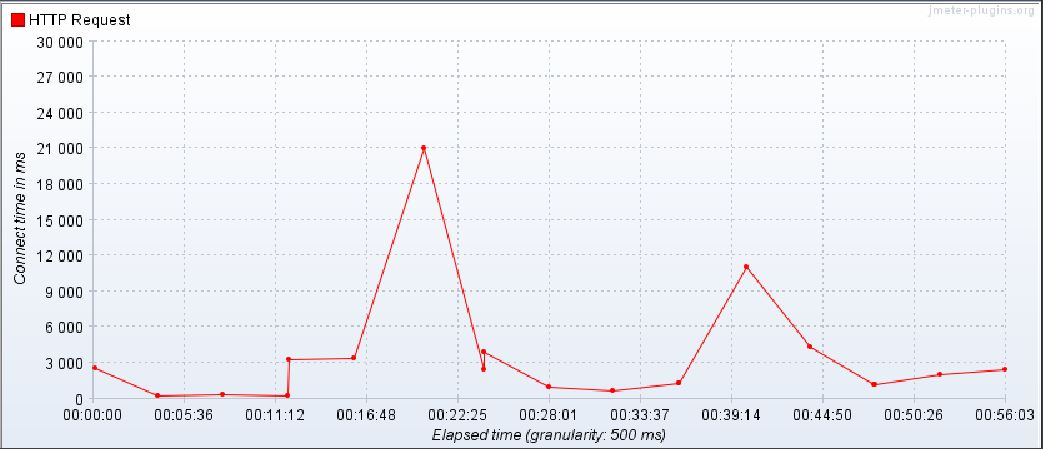 jmeter-plugins.org
HTTP Request
30 000
27 000
24 000
21 000
18 000
15 000
12 000
9 000
6 000
3 000
0
Connect time in ms
00:00:00 00:05:36 00:11:12 00:16:48 00:22:25 00:28:01 00:33:37 00:39:14 00:44:50 00:50:26 00:56:03
Elapsed time (granularity: 500 ms)